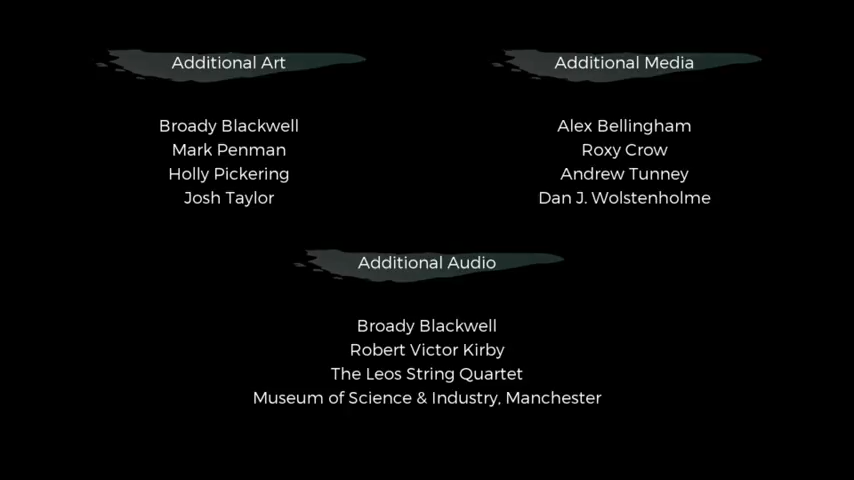 Additional Art
Broady Blackwell
Mark Penman
Holly Pickering
Josh Taylor
Additional Media
Alex Bellingham
Roxy Crow
Andrew Tunney
Dan J. Wolstenholme
Additional Audio
Broady Blackwell
Robert Victor Kirby
The Leos String Quartet
Museum of Science & Industry, Manchester